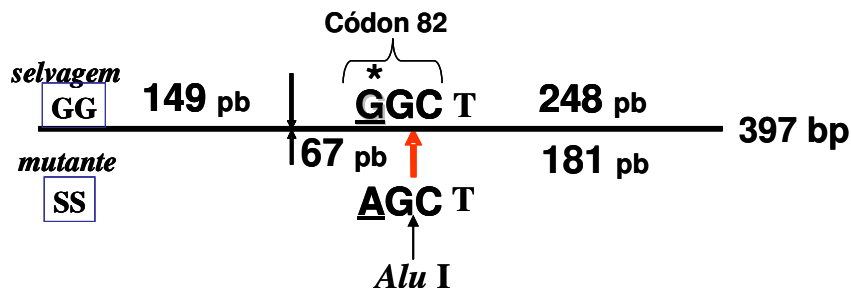 Códon 82
*
selvagem
GG 149 pb GGC T 248 pb
397 bp
mutante 67 pb 181 pb
SS AGC T
Alu I